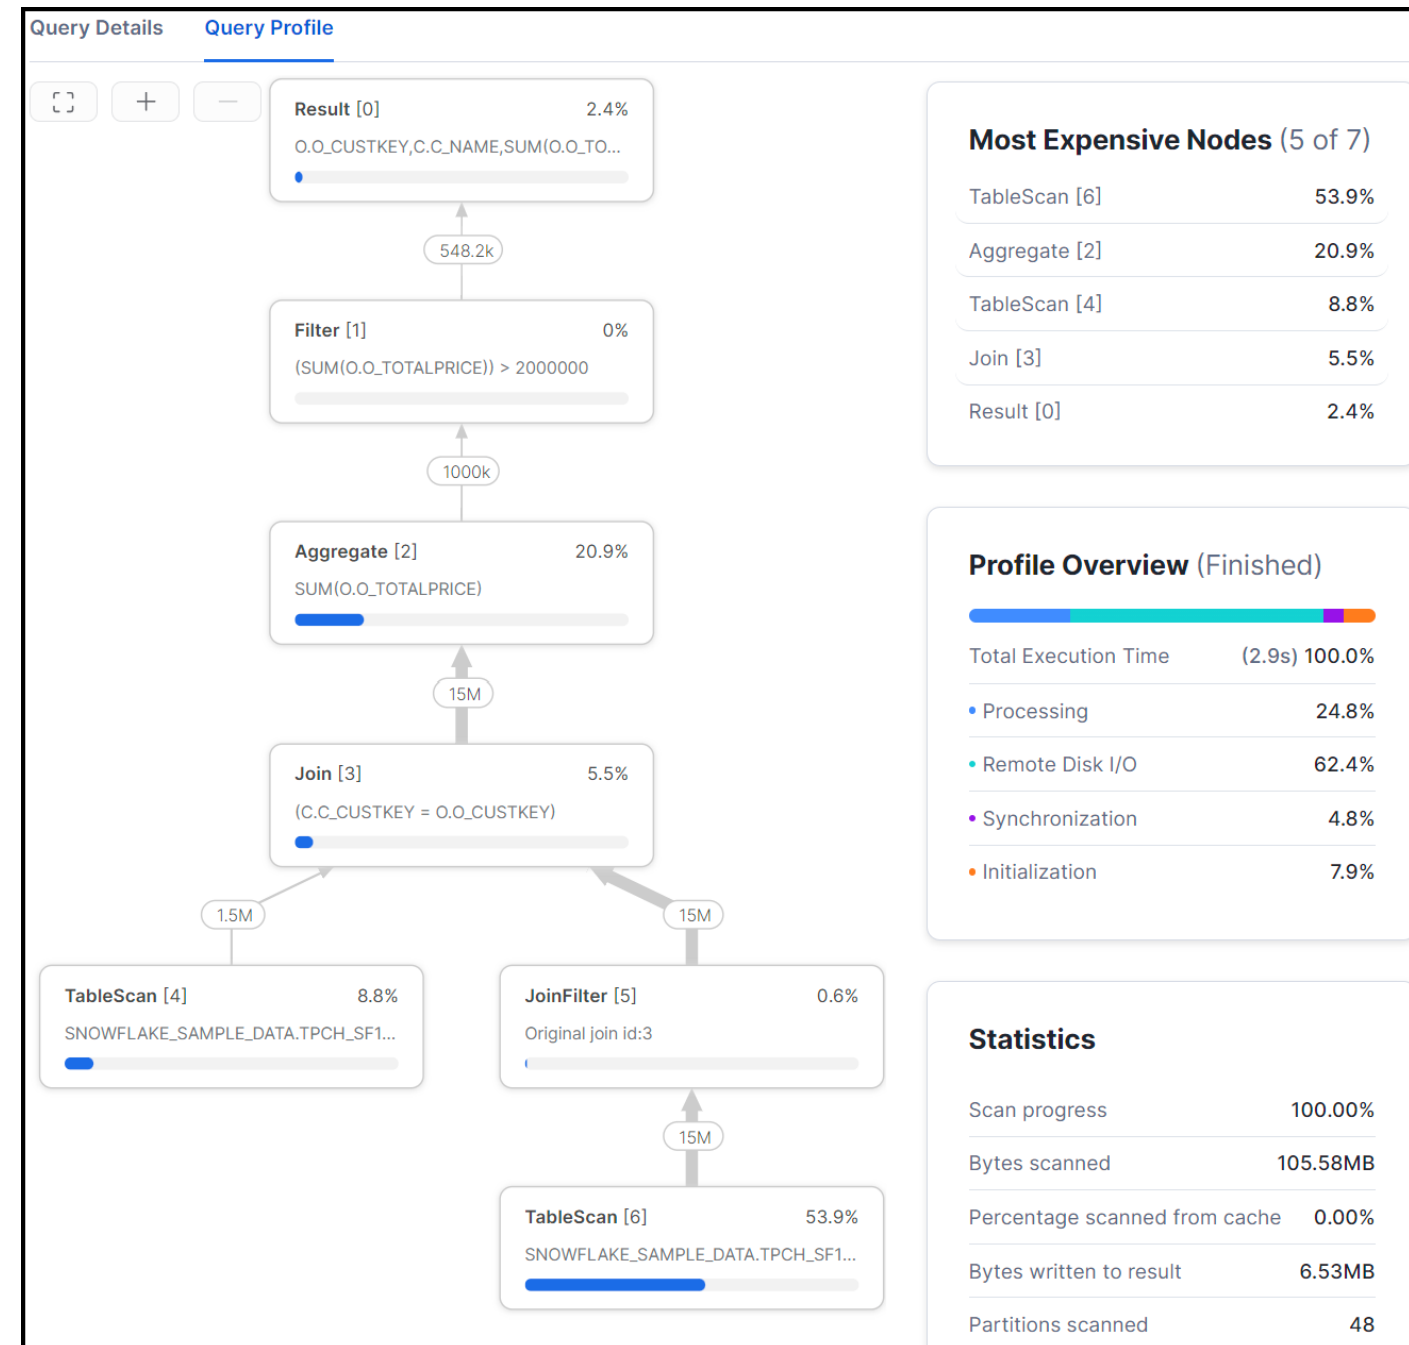 Query Details Query Profile
Result [0] 2.4%
O.O_CUSTKEY,C.C_NAME,SUM(O.O_TO...
548.2k
Filter [1] 0%
(SUM(O.O_TOTALPRICE)) > 2000000
1000k
Aggregate [2] 20.9%
SUM(O.O_TOTALPRICE)
15M
Join [3] 5.5%
(C.C_CUSTKEY = O.O_CUSTKEY)
1.5M 15M
TableScan [4] 8.8%
SNOWFLAKE_SAMPLE_DATA.TPCH_SF1...
JoinFilter [5] 0.6%
Original join id:3
15M
TableScan [6] 53.9%
SNOWFLAKE_SAMPLE_DATA.TPCH_SF1...
Most Expensive Nodes (5 of 7)
TableScan [6] 53.9%
Aggregate [2] 20.9%
TableScan [4] 8.8%
Join [3] 5.5%
Result [0] 2.4%
Profile Overview (Finished)
Total Execution Time (2.9s) 100.0%
Processing 24.8%
Remote Disk I/O 62.4%
Synchronization 4.8%
Initialization 7.9%
Statistics
Scan progress 100.00%
Bytes scanned 105.58MB
Percentage scanned from cache 0.00%
Bytes written to result 6.53MB
Partitions scanned 48